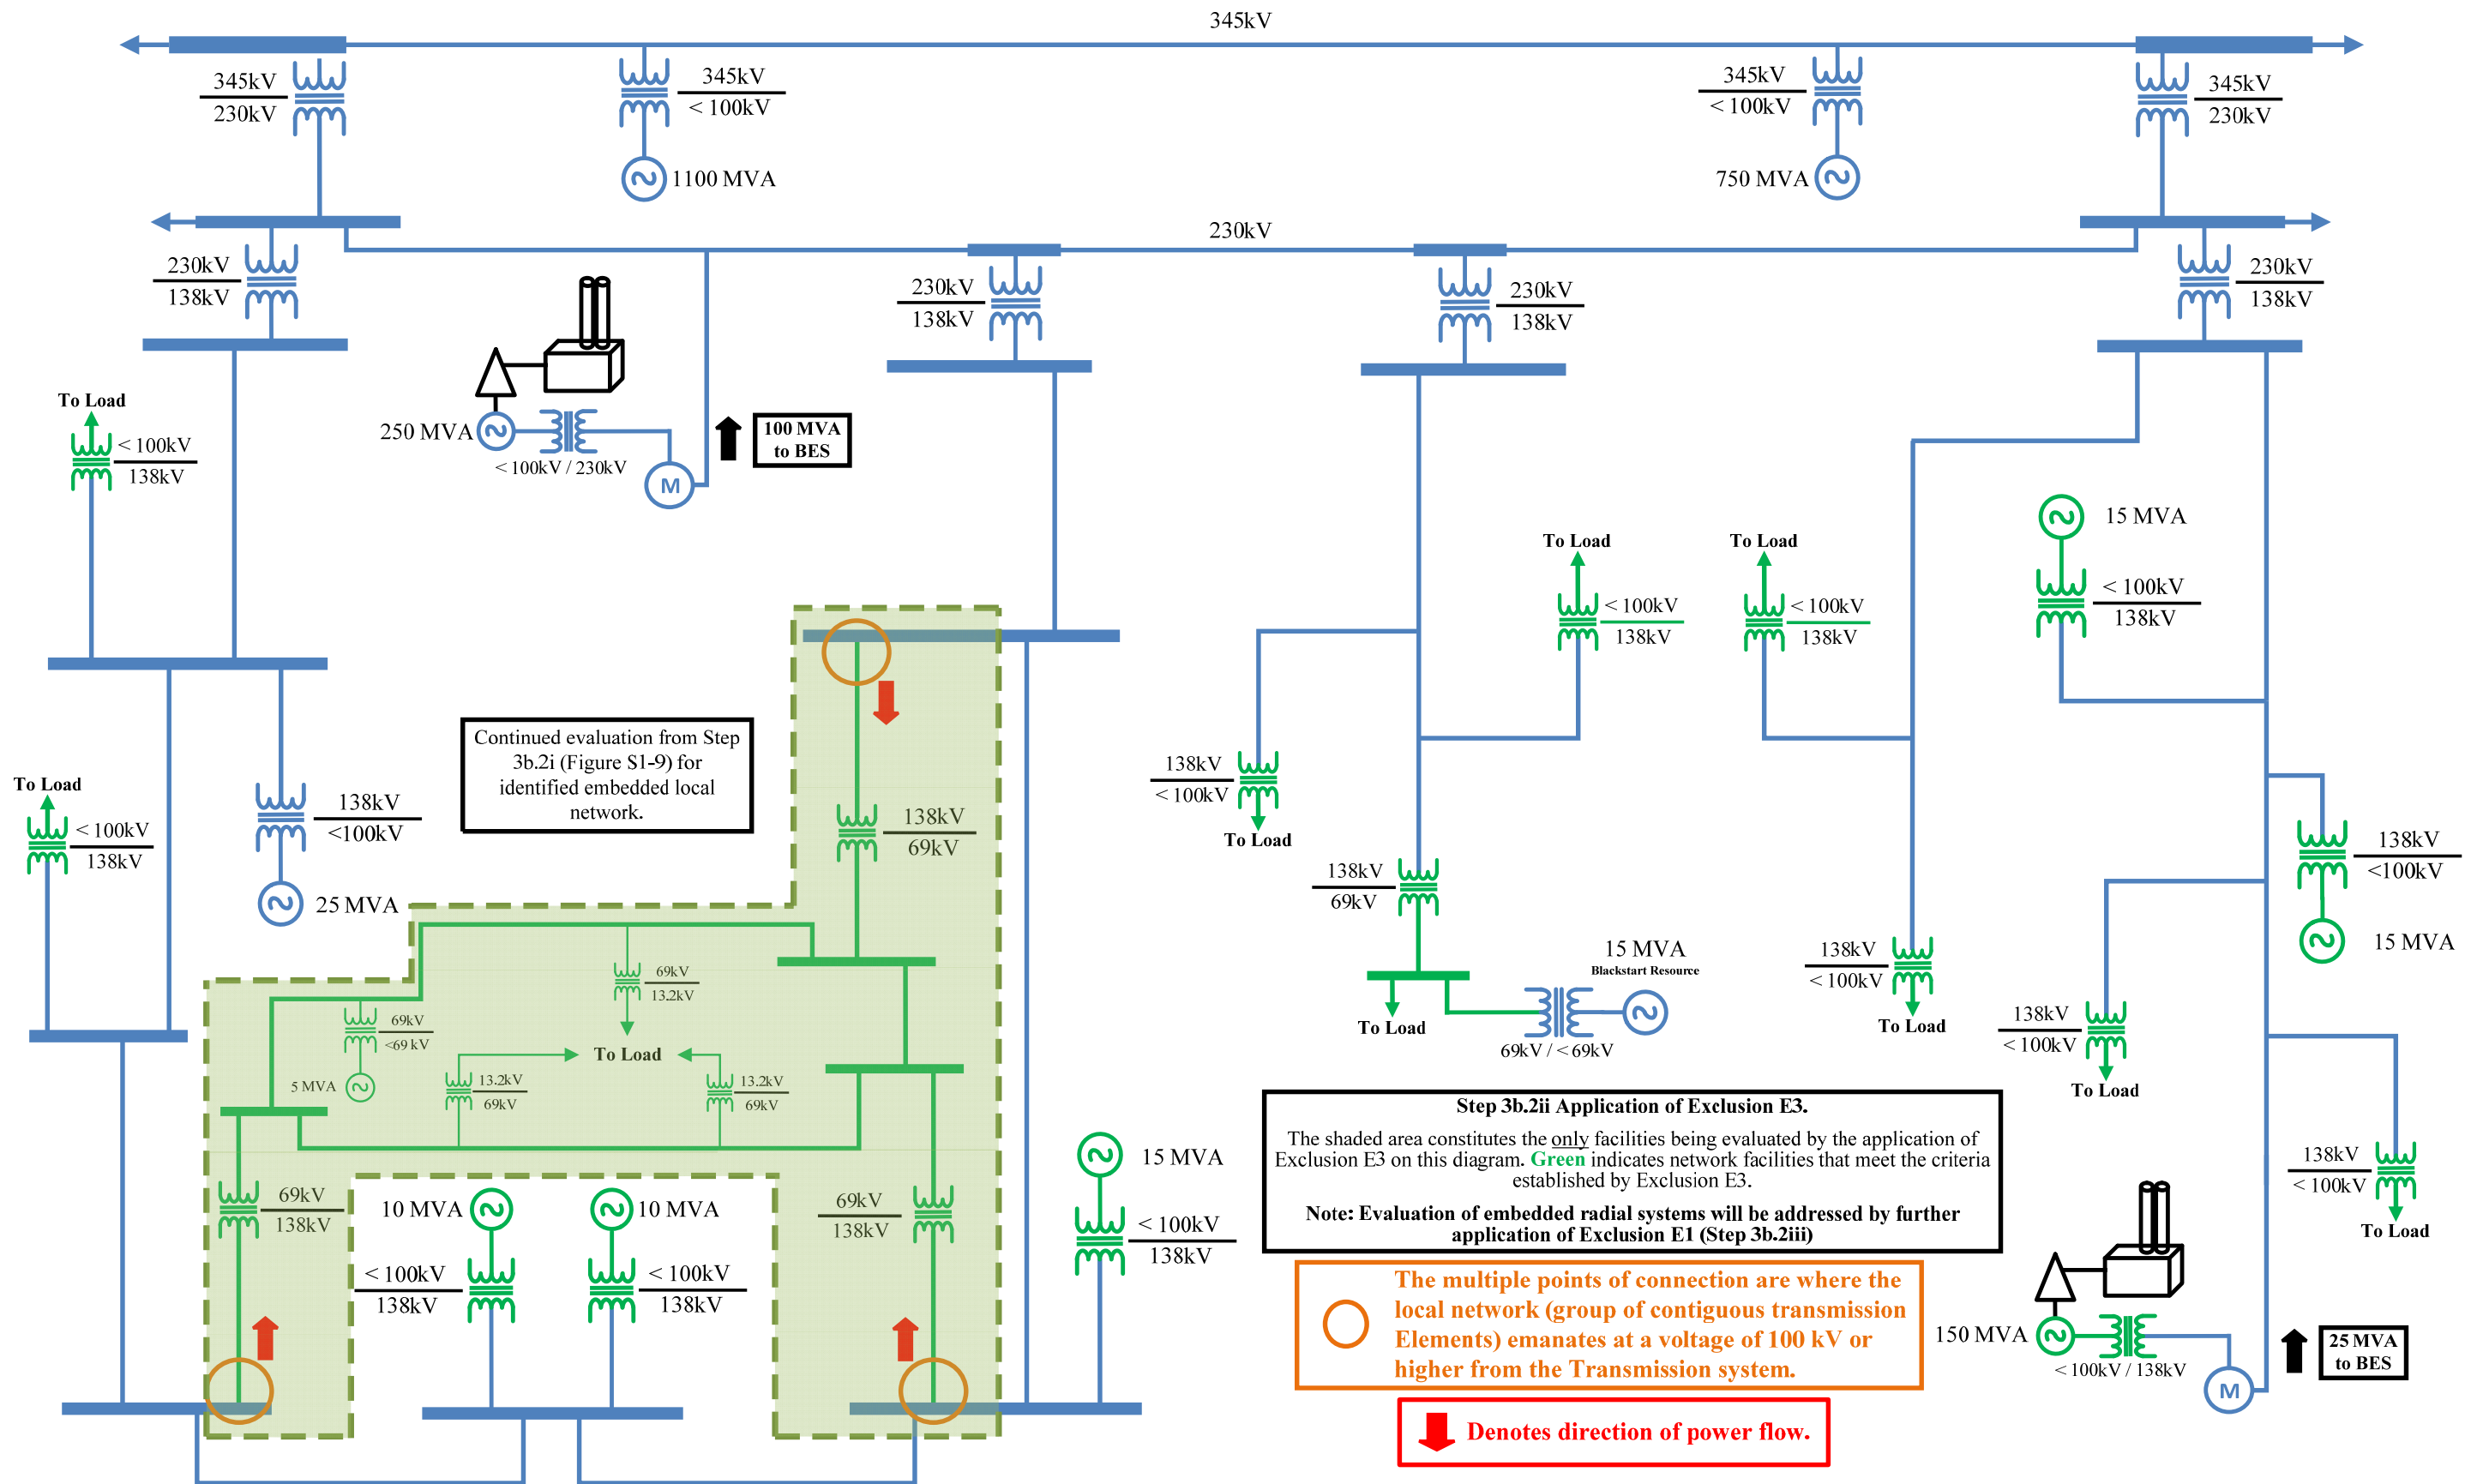 345kV
345kV
230kV
345kV
< 100kV
1100 MVA
345kV
< 100kV
750 MVA
345kV
230kV
230kV
230kV
138kV
230kV
138kV
230kV
138kV
230kV
138kV
To Load
< 100kV
138kV
250 MVA
< 100kV / 230kV
M
100 MVA
to BES
15 MVA
< 100kV
138kV
To Load
< 100kV
138kV
To Load
< 100kV
138kV
Continued evaluation from Step
3b.2i (Figure S1-9) for
identified embedded local
network.
To Load
< 100kV
138kV
138kV
<100kV
25 MVA
138kV
69kV
138kV
< 100kV
To Load
138kV
69kV
138kV
<100kV
15 MVA
15 MVA
Blackstart Resource
69kV / < 69kV
To Load
138kV
< 100kV
To Load
138kV
< 100kV
To Load
69kV
13.2kV
69kV
<69 kV
5 MVA
To Load
13.2kV
69kV
13.2kV
69kV
69kV
138kV
69kV
138kV
10 MVA
< 100kV
138kV
10 MVA
< 100kV
138kV
15 MVA
< 100kV
138kV
138kV
< 100kV
To Load
Step 3b.2ii Application of Exclusion E3.
The shaded area constitutes the only facilities being evaluated by the application of
Exclusion E3 on this diagram. Green indicates network facilities that meet the criteria
established by Exclusion E3.
Note: Evaluation of embedded radial systems will be addressed by further
application of Exclusion E1 (Step 3b.2iii)
The multiple points of connection are where the
local network (group of contiguous transmission
Elements) emanates at a voltage of 100 kV or
higher from the Transmission system.
Denotes direction of power flow.
150 MVA
< 100kV / 138kV
M
25 MVA
to BES